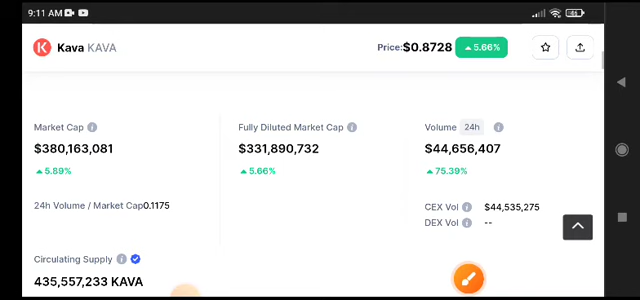 9:11 AM
Kava KAVA
Price:$0.8728 5.66%
Market Cap
$380,163,081
5.89%
24h Volume / Market Cap0.1175
Fully Diluted Market Cap
$331,890,732
5.66%
Volume 24h
$44,656,407
75.39%
CEX Vol $44,535,275
DEX Vol --
Circulating Supply
435,557,233 KAVA